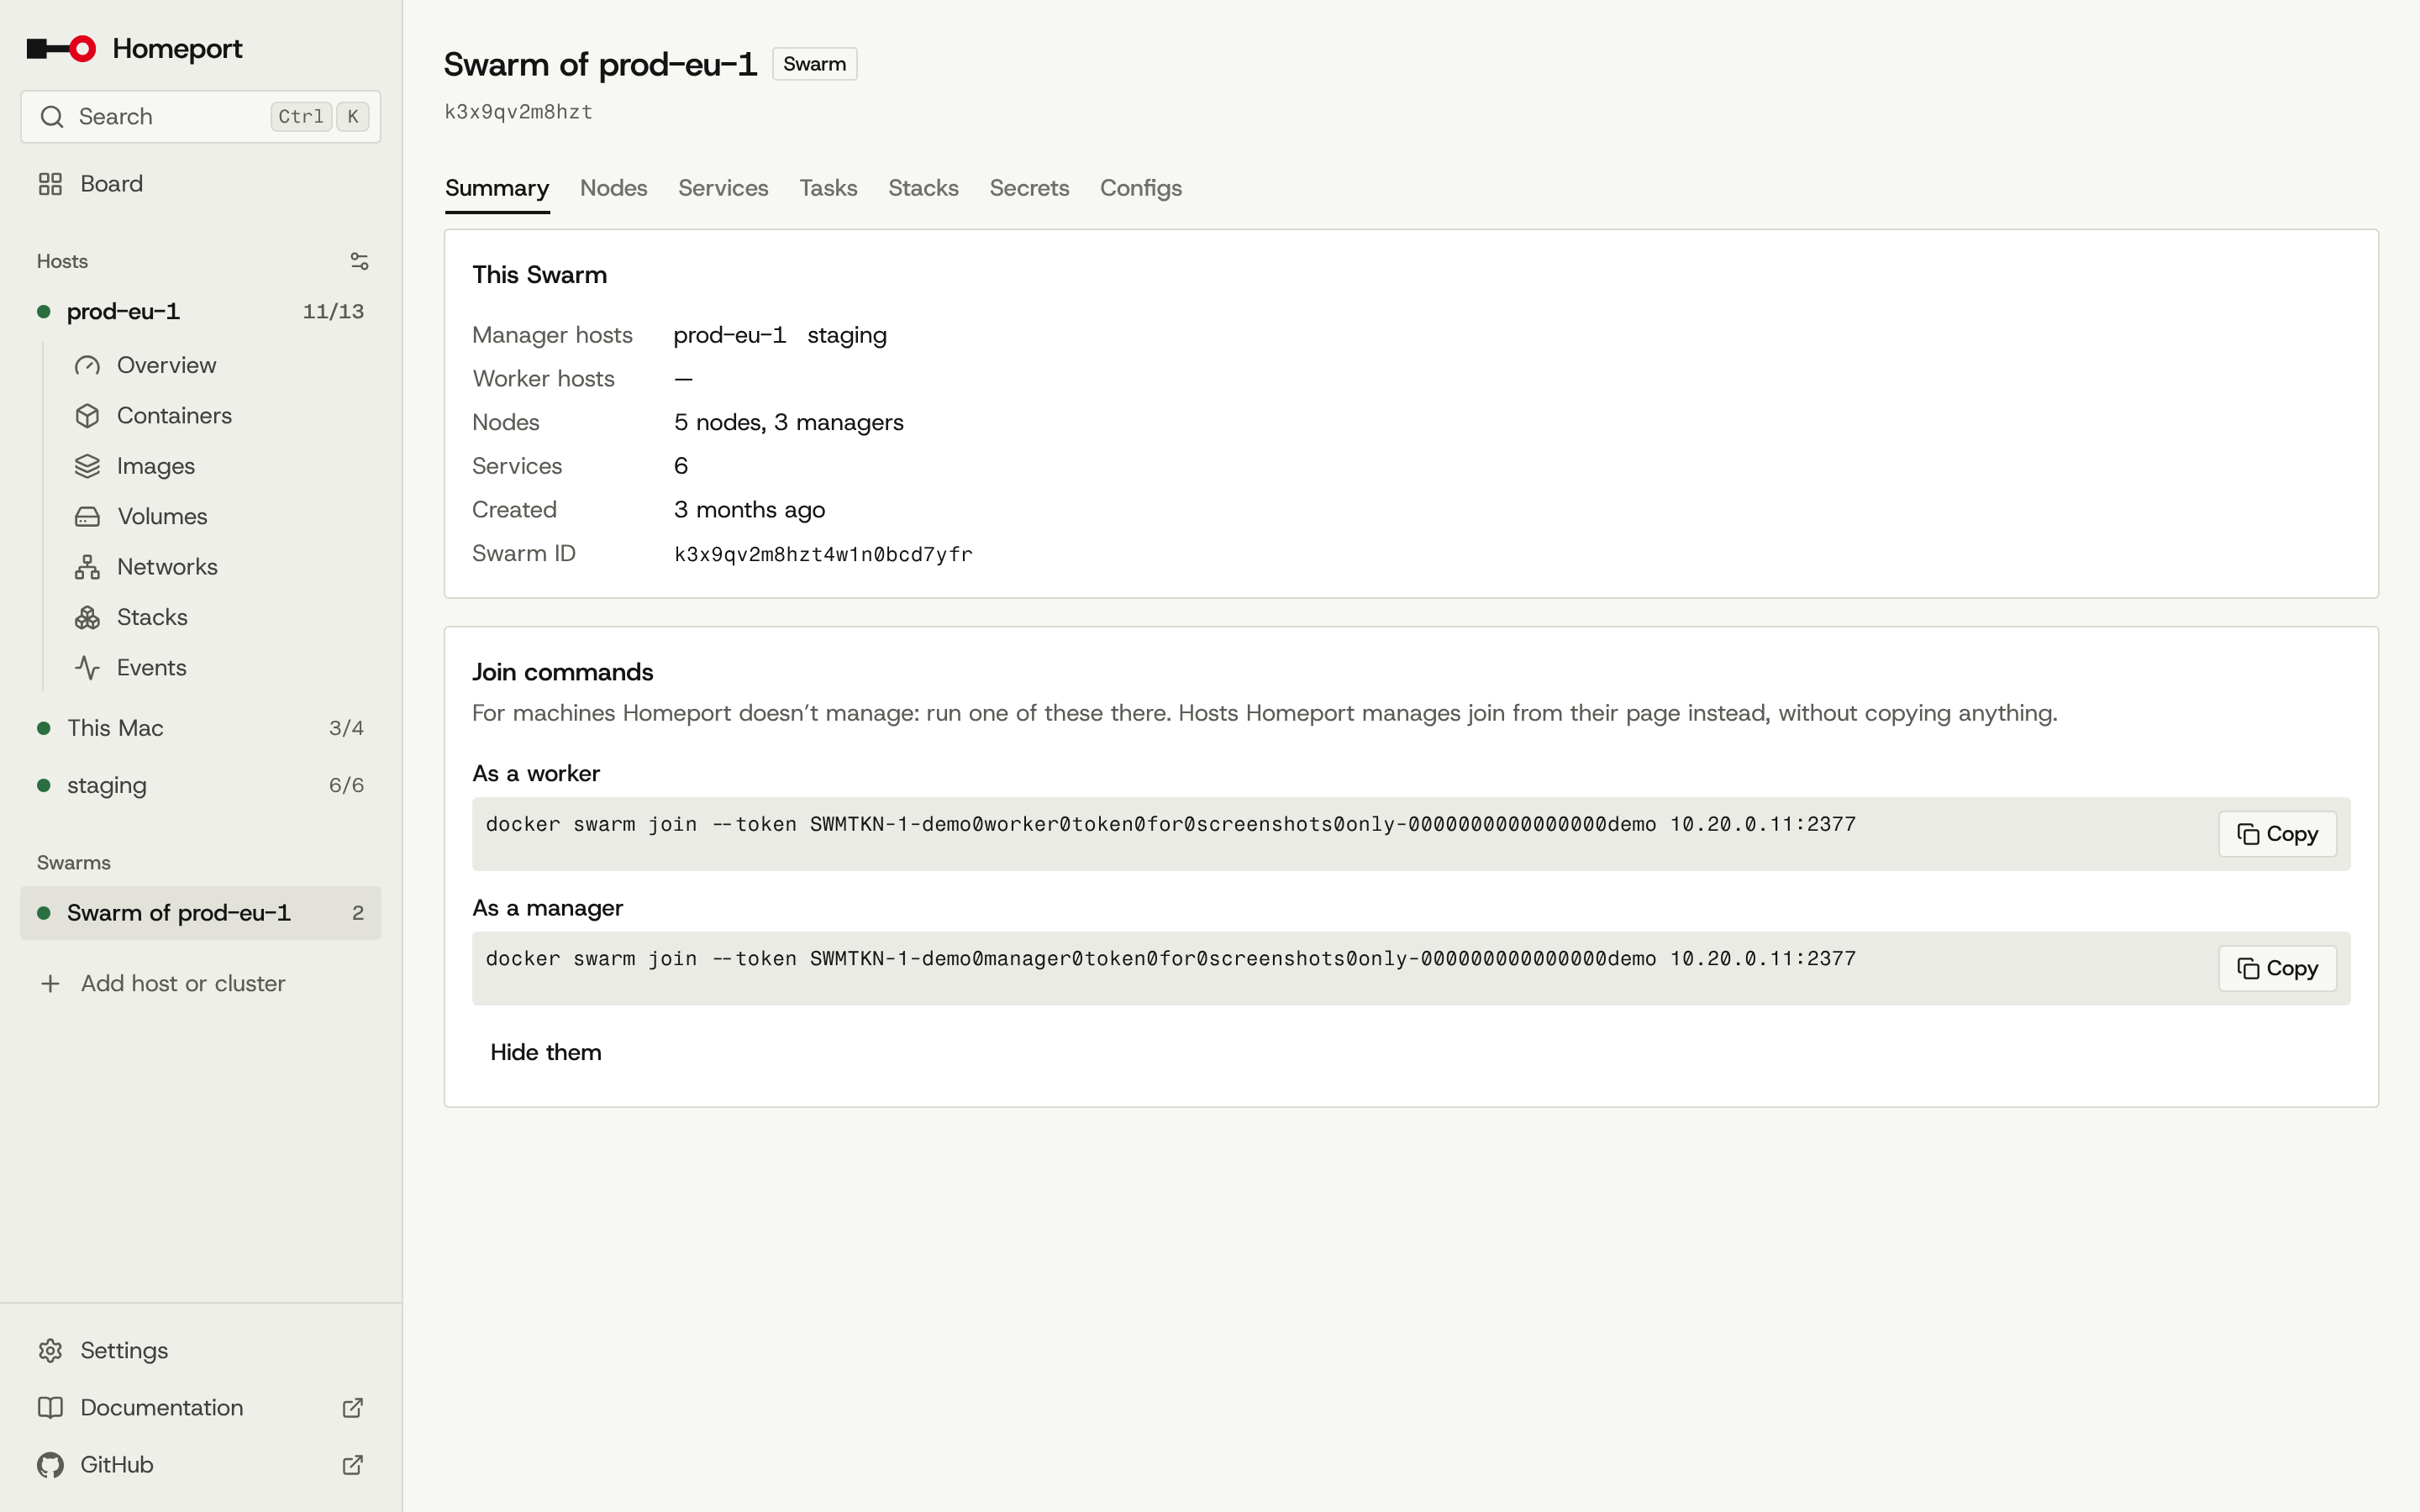 Homeport
Search Ctrl K
Board
Hosts
prod-eu-1 11/13
Overview
Containers
Images
Volumes
Networks
Stacks
Events
This Mac 3/4
staging 6/6
Swarms
Swarm of prod-eu-1 2
Add host or cluster
Settings
Documentation
GitHub
Swarm of prod-eu-1 Swarm
k3x9qv2m8hzt
Summary Nodes Services Tasks Stacks Secrets Configs
This Swarm
Manager hosts prod-eu-1 staging
Worker hosts —
Nodes 5 nodes, 3 managers
Services 6
Created 3 months ago
Swarm ID k3x9qv2m8hzt4w1n0bcd7yfr
Join commands
For machines Homeport doesn’t manage: run one of these there. Hosts Homeport manages join from their page instead, without copying anything.
As a worker
docker swarm join --token SWMTKN-1-demo0worker0token0for0screenshots0only-0000000000000000demo 10.20.0.11:2377
Copy
As a manager
docker swarm join --token SWMTKN-1-demo0manager0token0for0screenshots0only-000000000000000demo 10.20.0.11:2377
Copy
Hide them